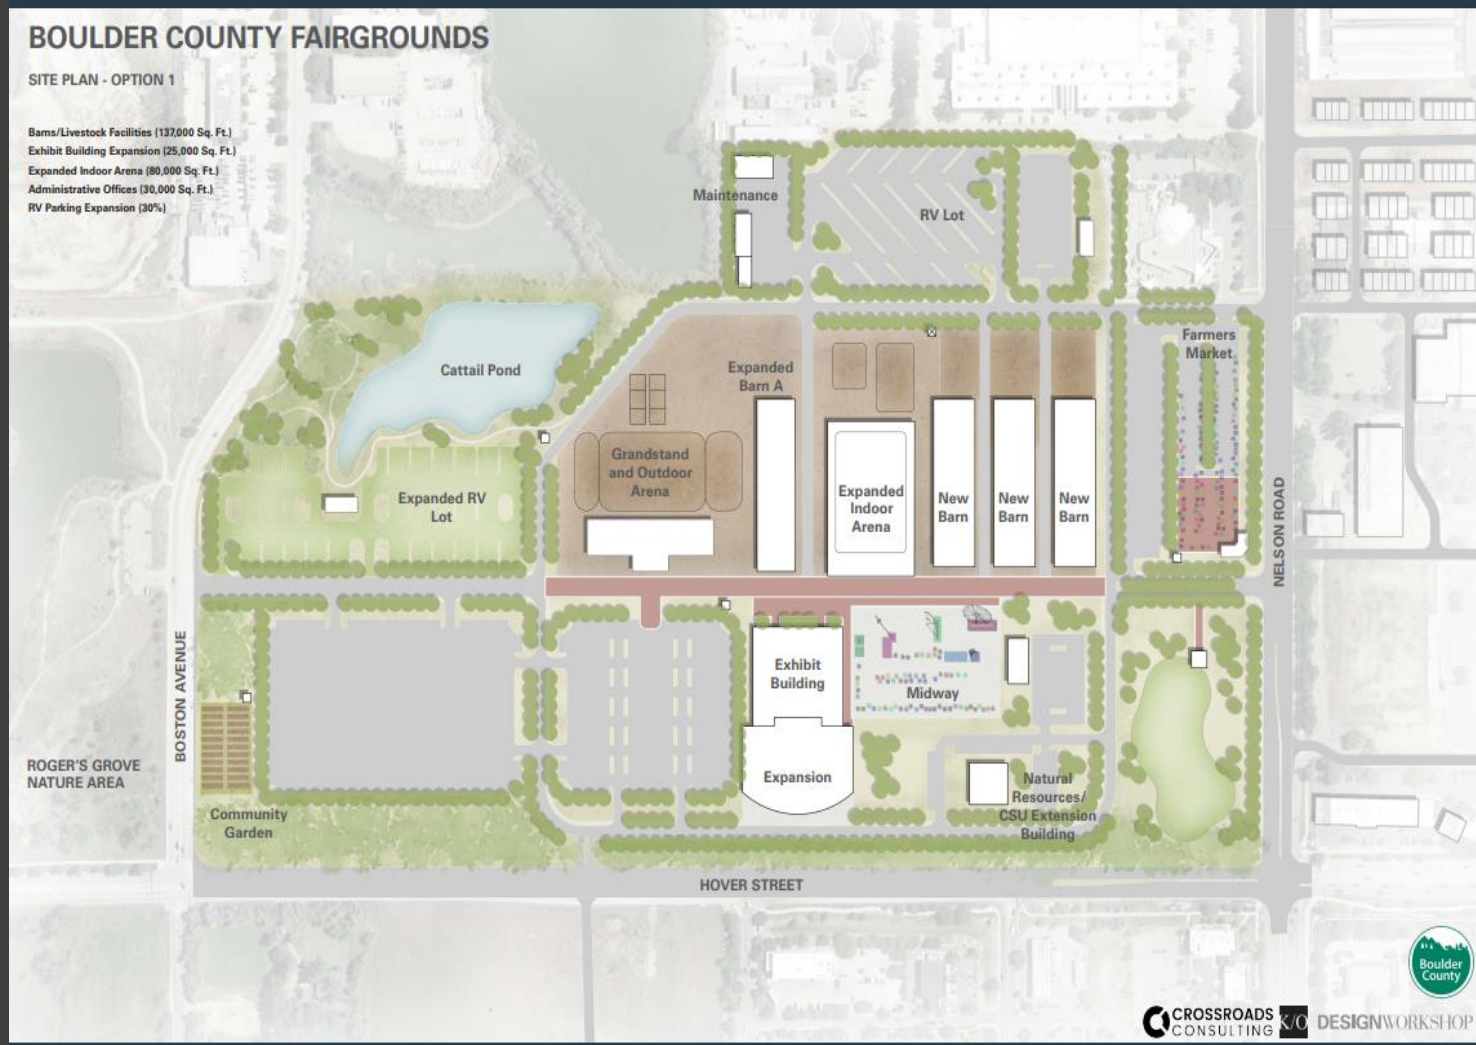 BOULDER COUNTY FAIRGROUNDS
SITE PLAN - OPTION 1
Barns/Livestock Facilities (137,000 Sq. Ft.)
Exhibit Building Expansion (25,000 Sq. Ft.)
Expanded Indoor Arena (80,000 Sq. Ft.)
Administrative Offices (30,000 Sq. Ft.)
RV Parking Expansion (30%)
Maintenance
RV Lot
Farmers
Market
Cattail Pond
Expanded
Barn A
Grandstand
and Outdoor
Arena
Expanded RV
Lot
Expanded
Indoor
Arena
New
Barn
New
Barn
New
Barn
NELSON ROAD
BOSTON AVENUE
Exhibit
Building
Midway
Expansion
Natural
Resources/
CSU Extension
Building
ROGER'S GROVE
NATURE AREA
Community
Garden
HOVER STREET
Boulder
County
CROSSROADS
CONSULTING
K/O
DESIGNWORKSHOP